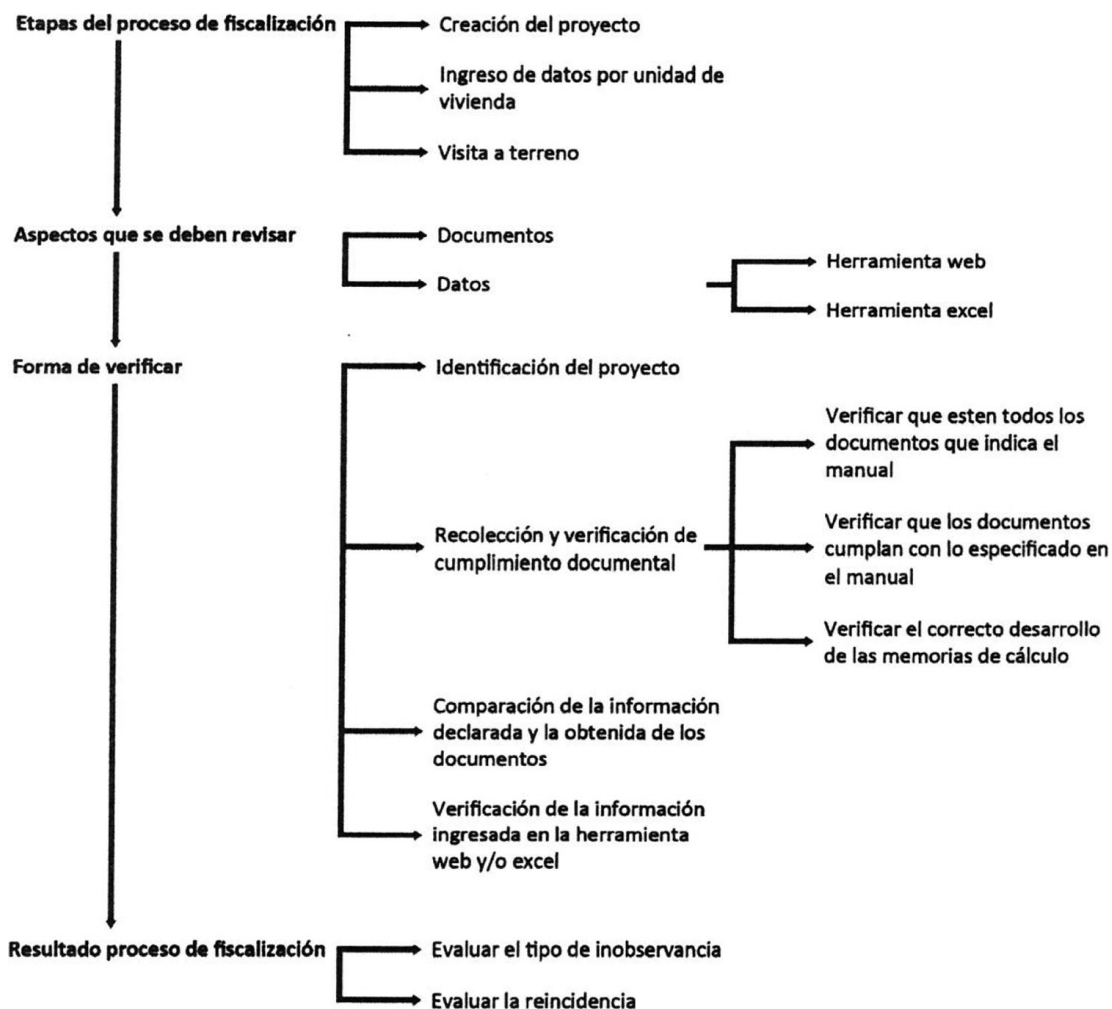 Etapas del proceso de fiscalización
Creación del proyecto
Ingreso de datos por unidad de
vivienda
Visita a terreno
Aspectos que se deben revisar
Documentos
Datos
Herramienta web
Herramienta excel
Forma de verificar
Identificación del proyecto
Recolección y verificación de
cumplimiento documental
Verificar que esten todos los
documentos que indica el
manual
Verificar que los documentos
cumplan con lo especificado en
el manual
Verificar el correcto desarrollo
de las memorias de cálculo
Comparación de la información
declarada y la obtenida de los
documentos
Verificación de la información
ingresada en la herramienta
web y/o excel
Resultado proceso de fiscalización
Evaluar el tipo de inobservancia
Evaluar la reincidencia